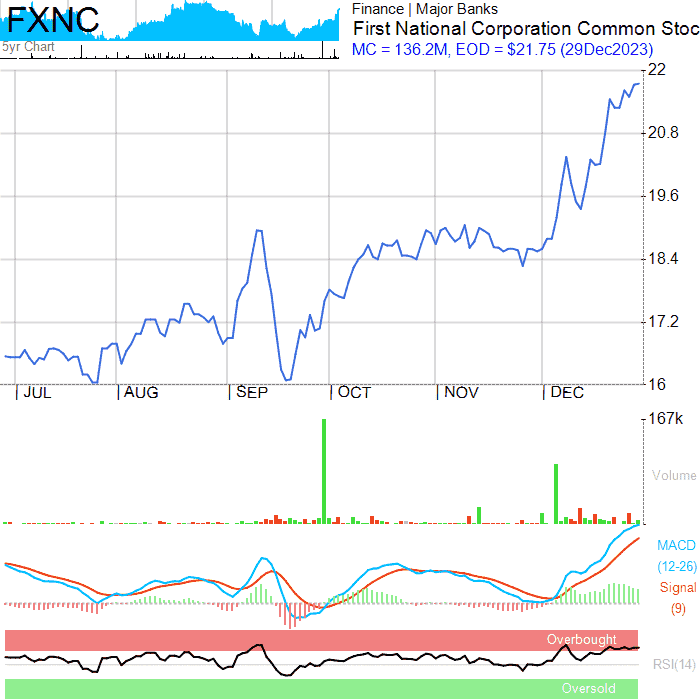 FXNC
5yr Chart
Finance | Major Banks
First National Corporation Common Stoc
MC = 136.2M, EOD = $21.75 (29Dec2023)
22
20.8
19.6
18.4
17.2
16
JUL AUG SEP OCT NOV DEC
167k
Volume
MACD
(12-26)
Signal
(9)
Overbought
RSI(14)
Oversold